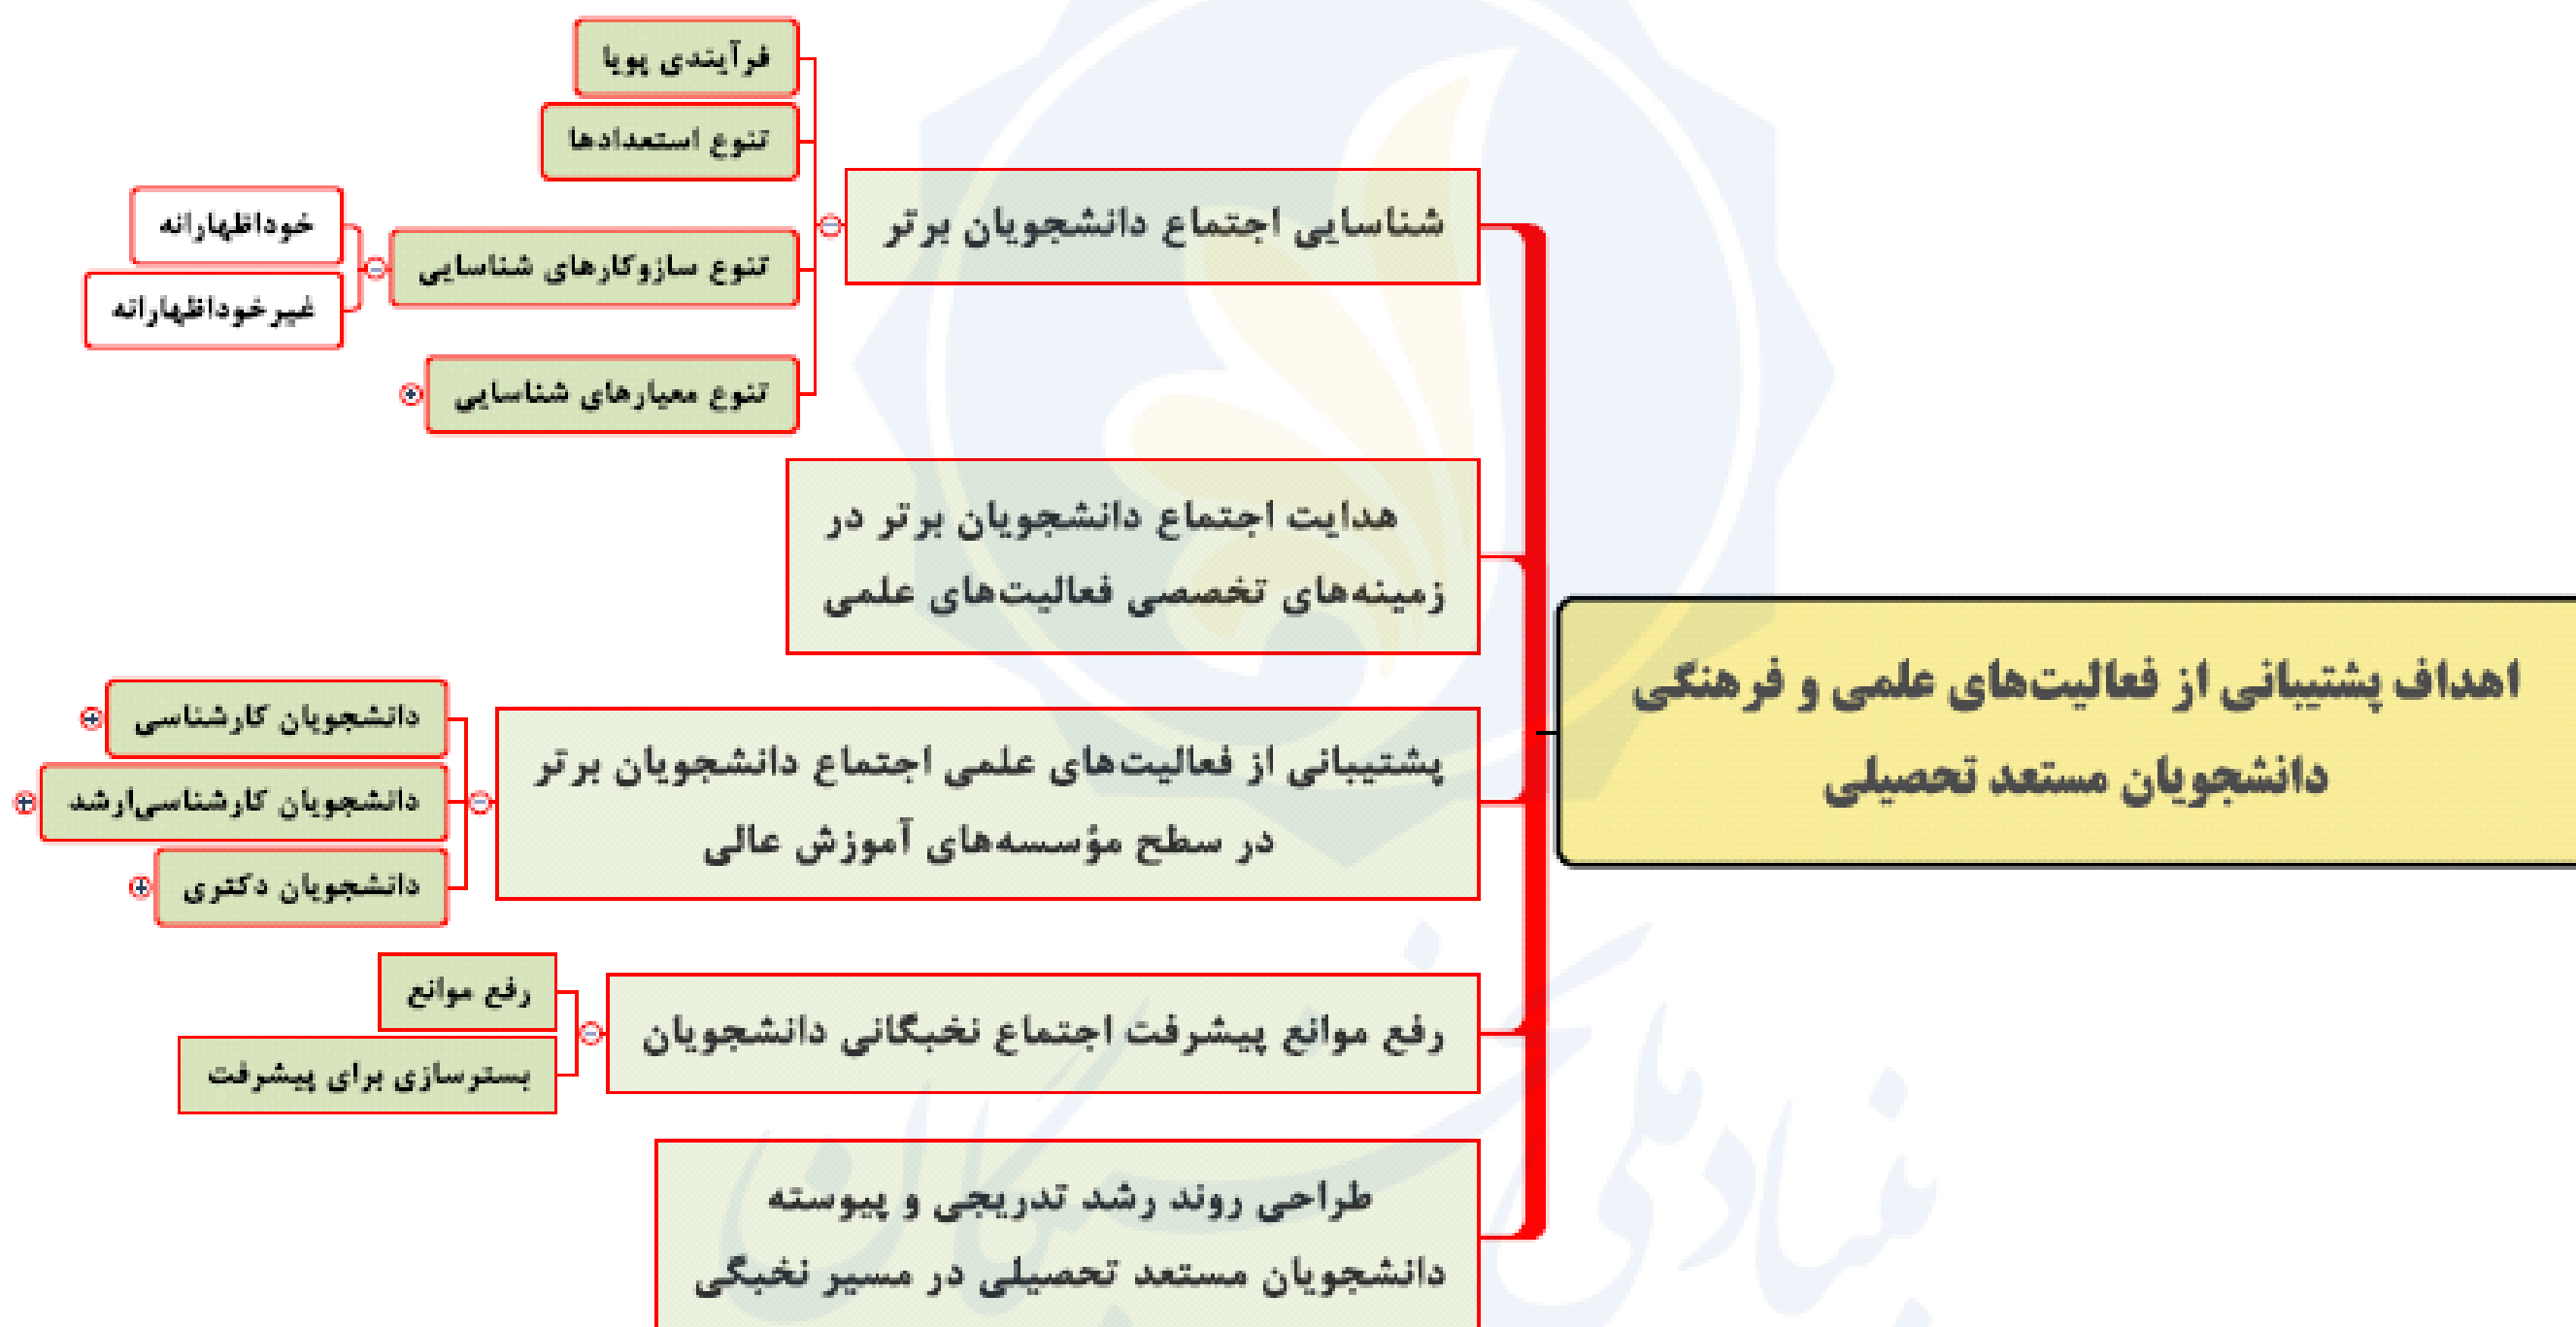 اهداف پشتیبانی از فعالیت‌های علمی و فرهنگی
دانشجویان مستعد تحصیلی
شناسایی اجتماع دانشجویان برتر
فرآیندی پویا
تنوع استعدادها
تنوع سازوکارهای شناسایی
خوداظهارانه
غیرخوداظهارانه
تنوع معیارهای شناسایی
هدایت اجتماع دانشجویان برتر در
زمینه‌های تخصصی فعالیت‌های علمی
پشتیبانی از فعالیت‌های علمی اجتماع دانشجویان برتر
در سطح مؤسسه‌های آموزش عالی
دانشجویان کارشناسی
دانشجویان کارشناسی‌ارشد
دانشجویان دکتری
رفع موانع پیشرفت اجتماع نخبگانی دانشجویان
رفع موانع
بسترسازی برای پیشرفت
طراحی روند رشد تدریجی و پیوسته
دانشجویان مستعد تحصیلی در مسیر نخبگی
بنیاد ملی نخبگان